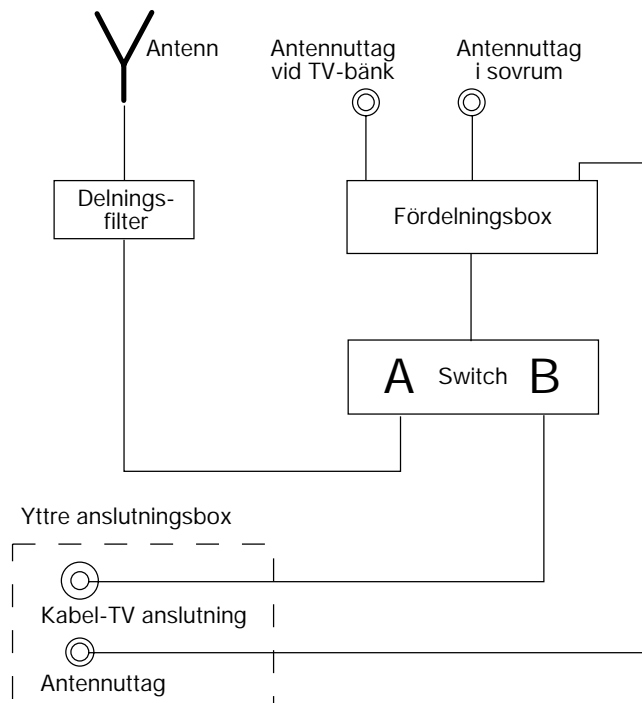 Antenn
Antennuttag
vid TV-bänk
Antennuttag
i sovrum
Delnings-
filter
Fördelningsbox
A Switch B
Yttre anslutningsbox
Kabel-TV anslutning
Antennuttag